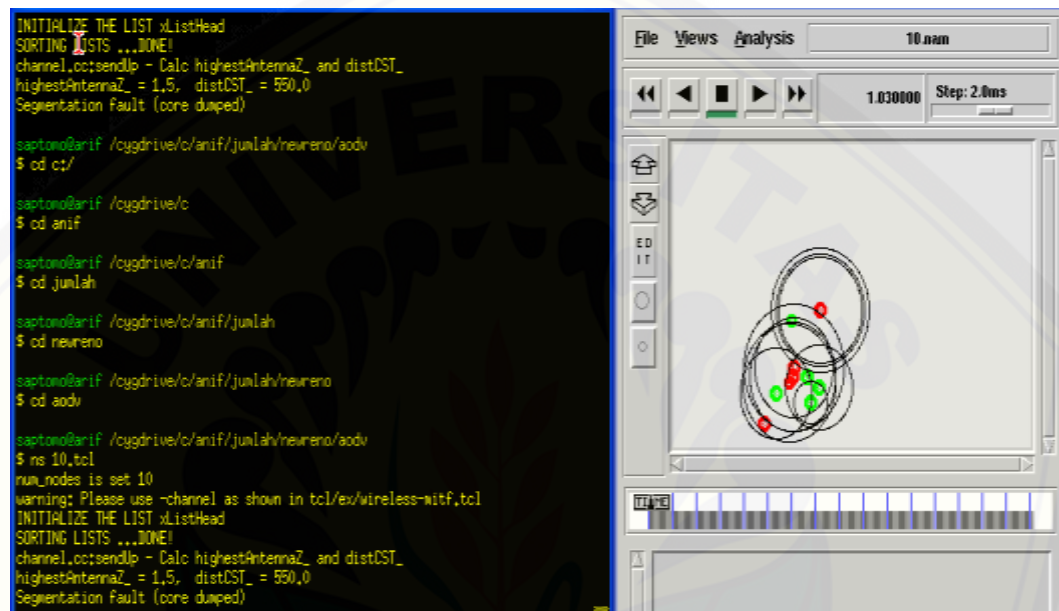 INITIALIZE THE LIST xListHead
SORTING LISTS ...DONE!
channel.cc:sendUp - Calc highestAntennaZ_ and distCST_
highestAntennaZ_ = 1.5,  distCST_ = 550.0
Segmentation fault (core dumped)
saptomo@arif /cygdrive/c/anif/jumlah/newreno/aodv
$ cd c:/
saptomo@arif /cygdrive/c
$ cd anif
saptomo@arif /cygdrive/c/anif
$ cd jumlah
saptomo@arif /cygdrive/c/anif/jumlah
$ cd newreno
saptomo@arif /cygdrive/c/anif/jumlah/newreno
$ cd aodv
saptomo@arif /cygdrive/c/anif/jumlah/newreno/aodv
$ ns 10.tcl
num_nodes is set 10
warning: Please use -channel as shown in tcl/ex/wireless-mitf.tcl
INITIALIZE THE LIST xListHead
SORTING LISTS ...DONE!
channel.cc:sendUp - Calc highestAntennaZ_ and distCST_
highestAntennaZ_ = 1.5,  distCST_ = 550.0
Segmentation fault (core dumped)
File Views Analysis 10.nam
1.030000 Step: 2.0ms
ED
IT
TIME
UNIVERSITAS